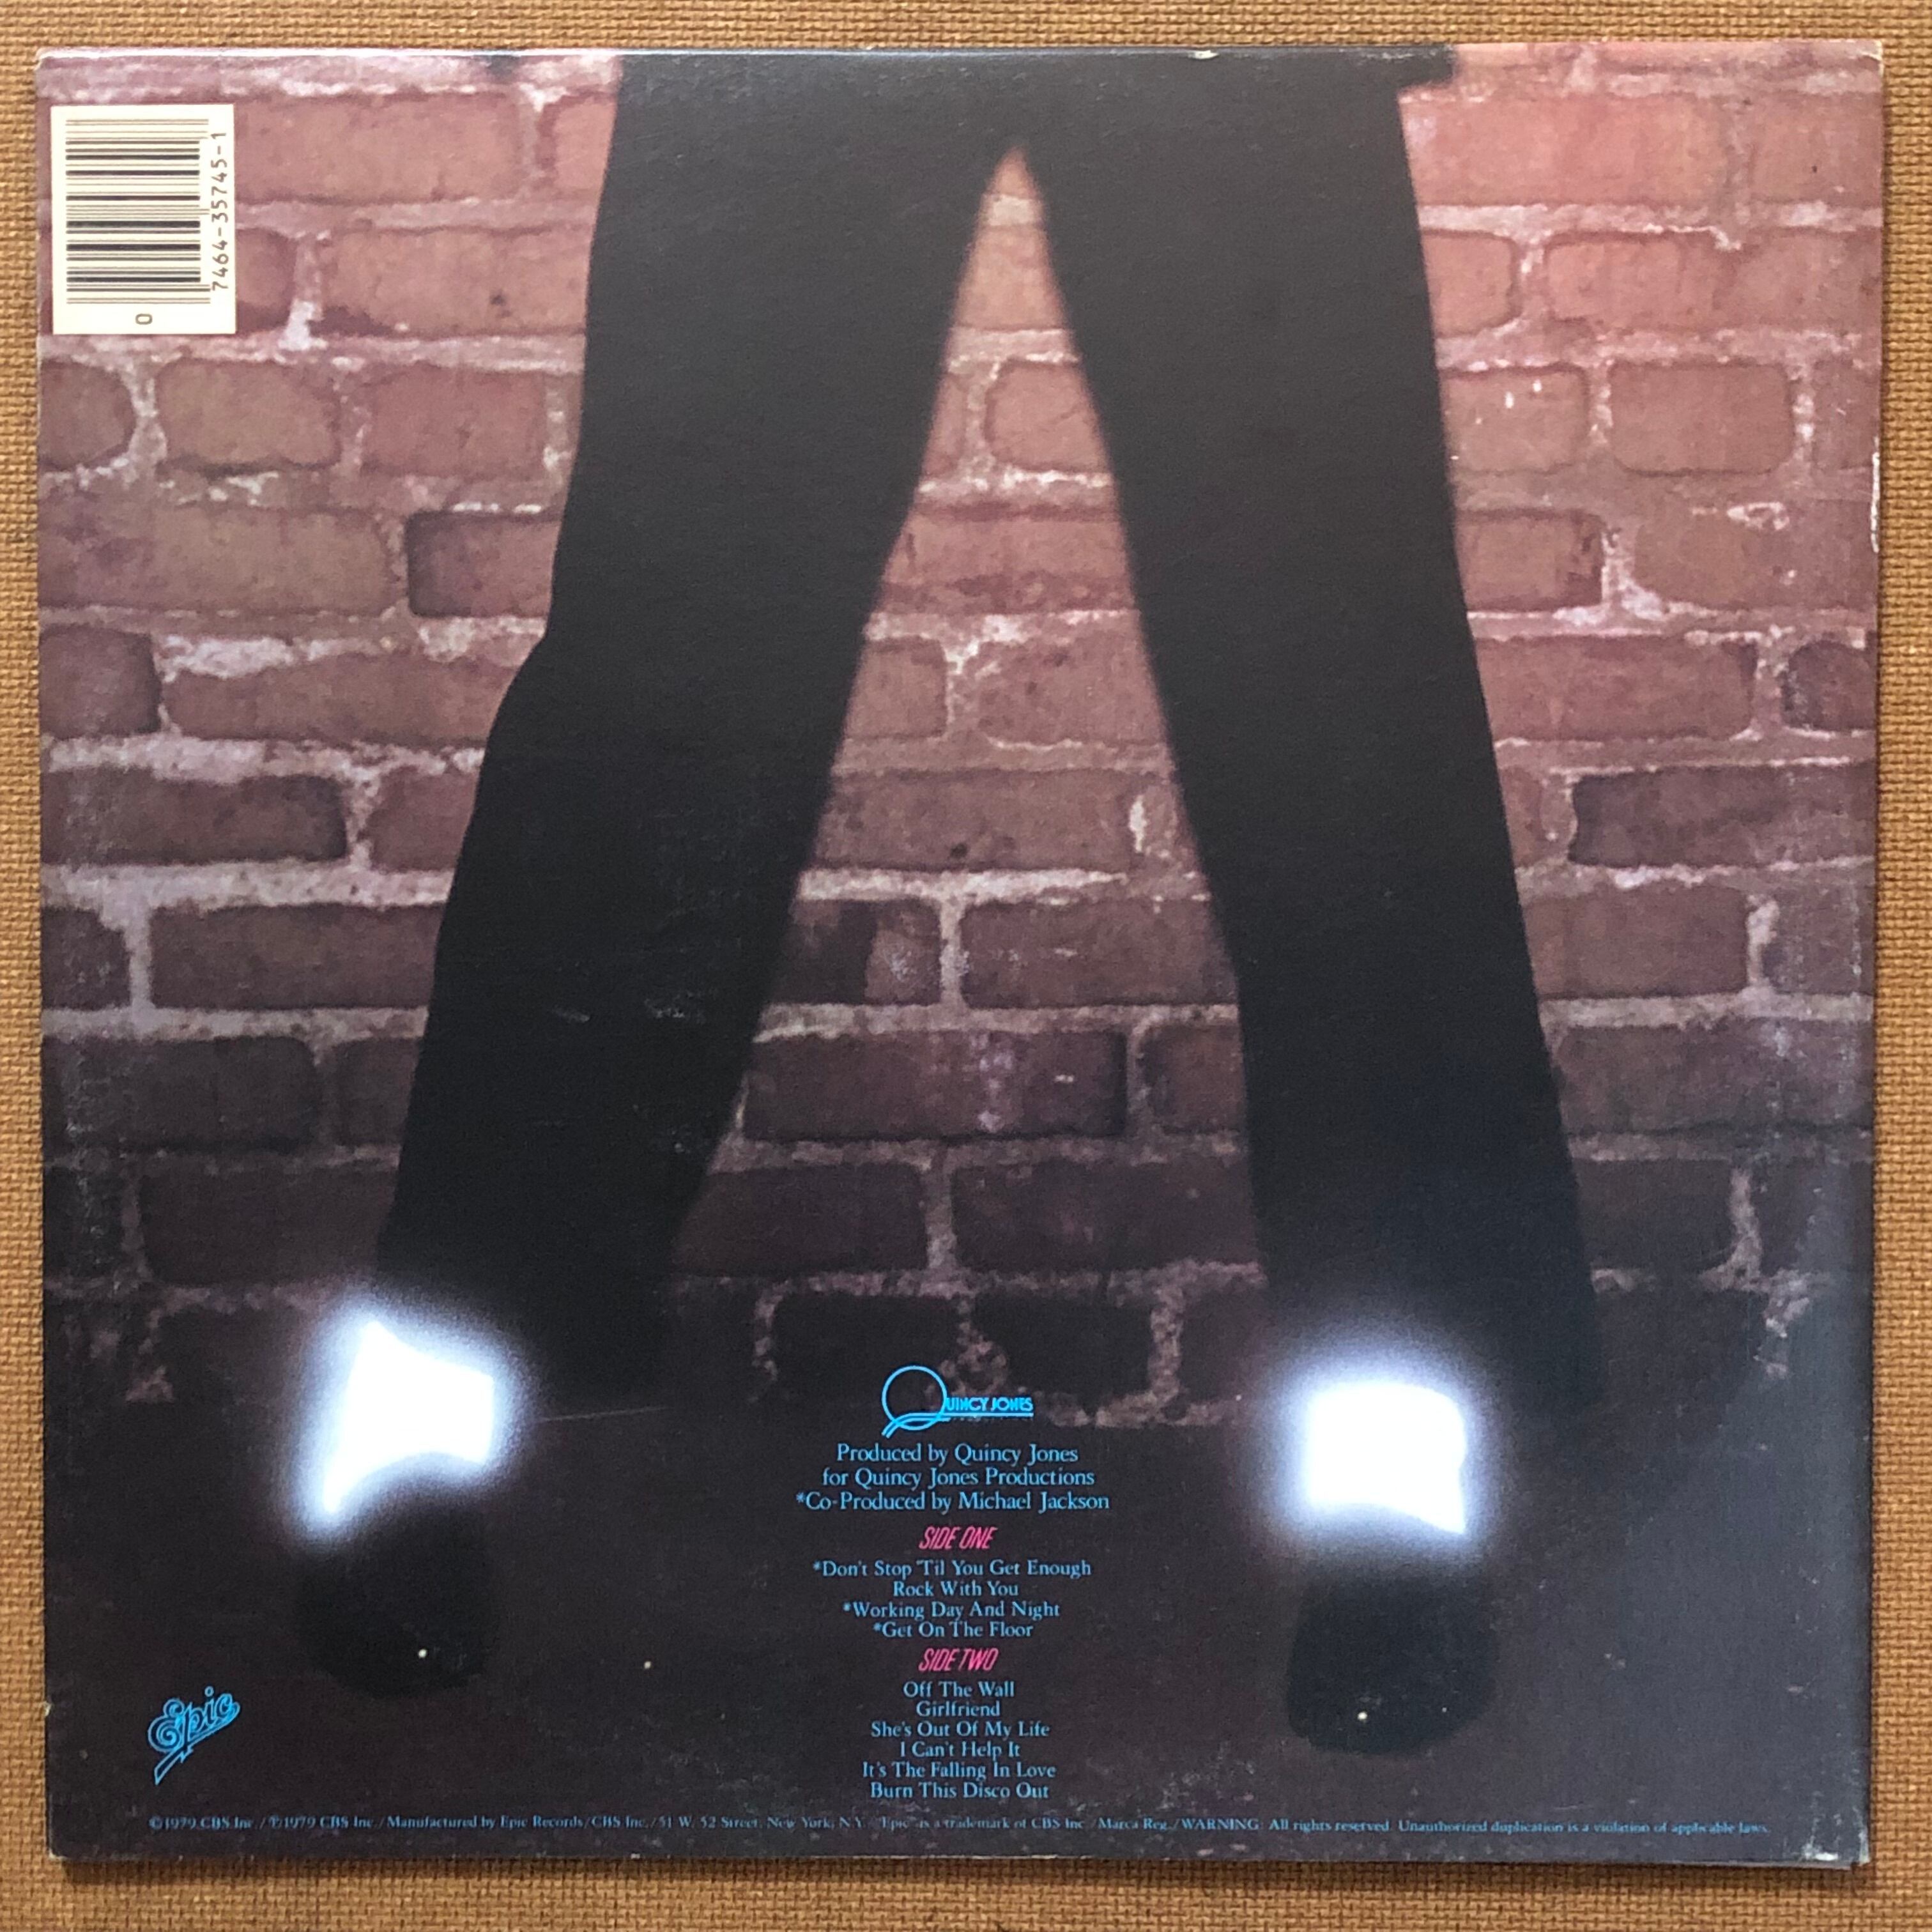 7464-35745-1
0
QUINCY JONES
Produced by Quincy Jones
for Quincy Jones Productions
*Co-Produced by Michael Jackson
SIDE ONE
*Don't Stop 'Til You Get Enough
Rock With You
*Working Day And Night
*Get On The Floor
SIDE TWO
Off The Wall
Girlfriend
She's Out Of My Life
I Can't Help It
It's The Falling In Love
Burn This Disco Out
Epic
©1979 CBS Inc./℗1979 CBS Inc./Manufactured by Epic Records/CBS Inc./51 W. 52 Street, New York, N.Y. "Epic" is a trademark of CBS Inc./Marca Reg./WARNING: All rights reserved. Unauthorized duplication is a violation of applicable laws.